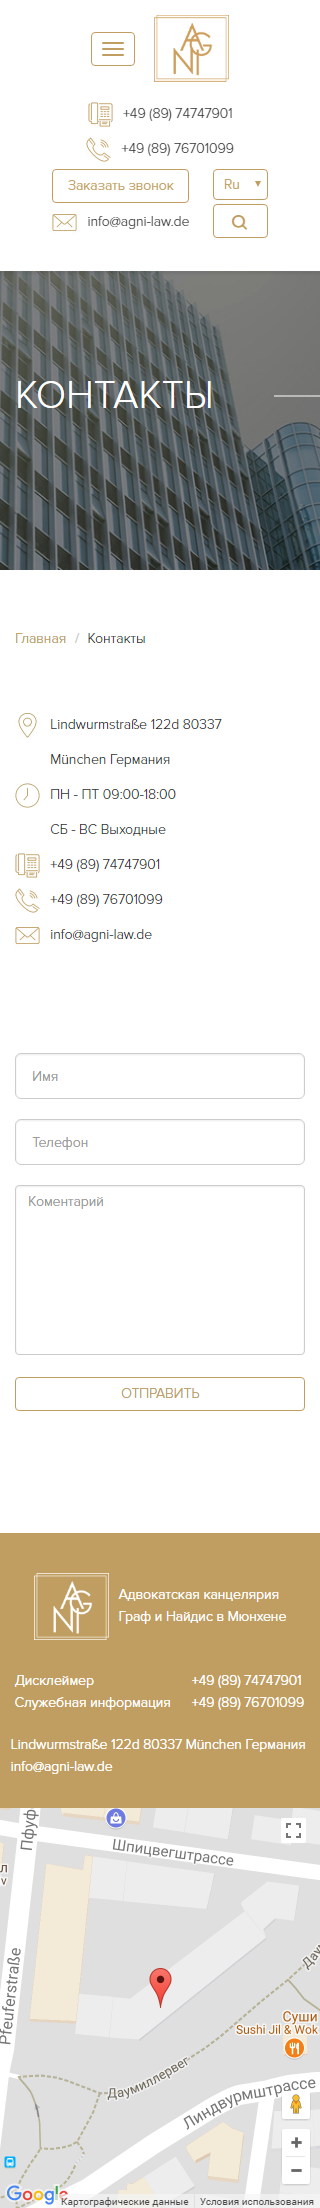 AGNI
+49 (89) 74747901
+49 (89) 76701099
Заказать звонок
Ru
info@agni-law.de
КОНТАКТЫ
Главная / Контакты
Lindwurmstraße 122d 80337
München Германия
ПН - ПТ 09:00-18:00
СБ - ВС Выходные
+49 (89) 74747901
+49 (89) 76701099
info@agni-law.de
Имя
Телефон
Коментарий
ОТПРАВИТЬ
AGNI
Адвокатская канцелярия
Граф и Найдис в Мюнхене
Дисклеймер
+49 (89) 74747901
Служебная информация
+49 (89) 76701099
Lindwurmstraße 122d 80337 München Германия
info@agni-law.de
Пфуф
Шпицвегштрассе
Pfeuferstraße
Дау
Суши
Sushi Jil & Wok
Даумиллервег
Линдвурмштрассе
Google
Картографические данные
Условия использования